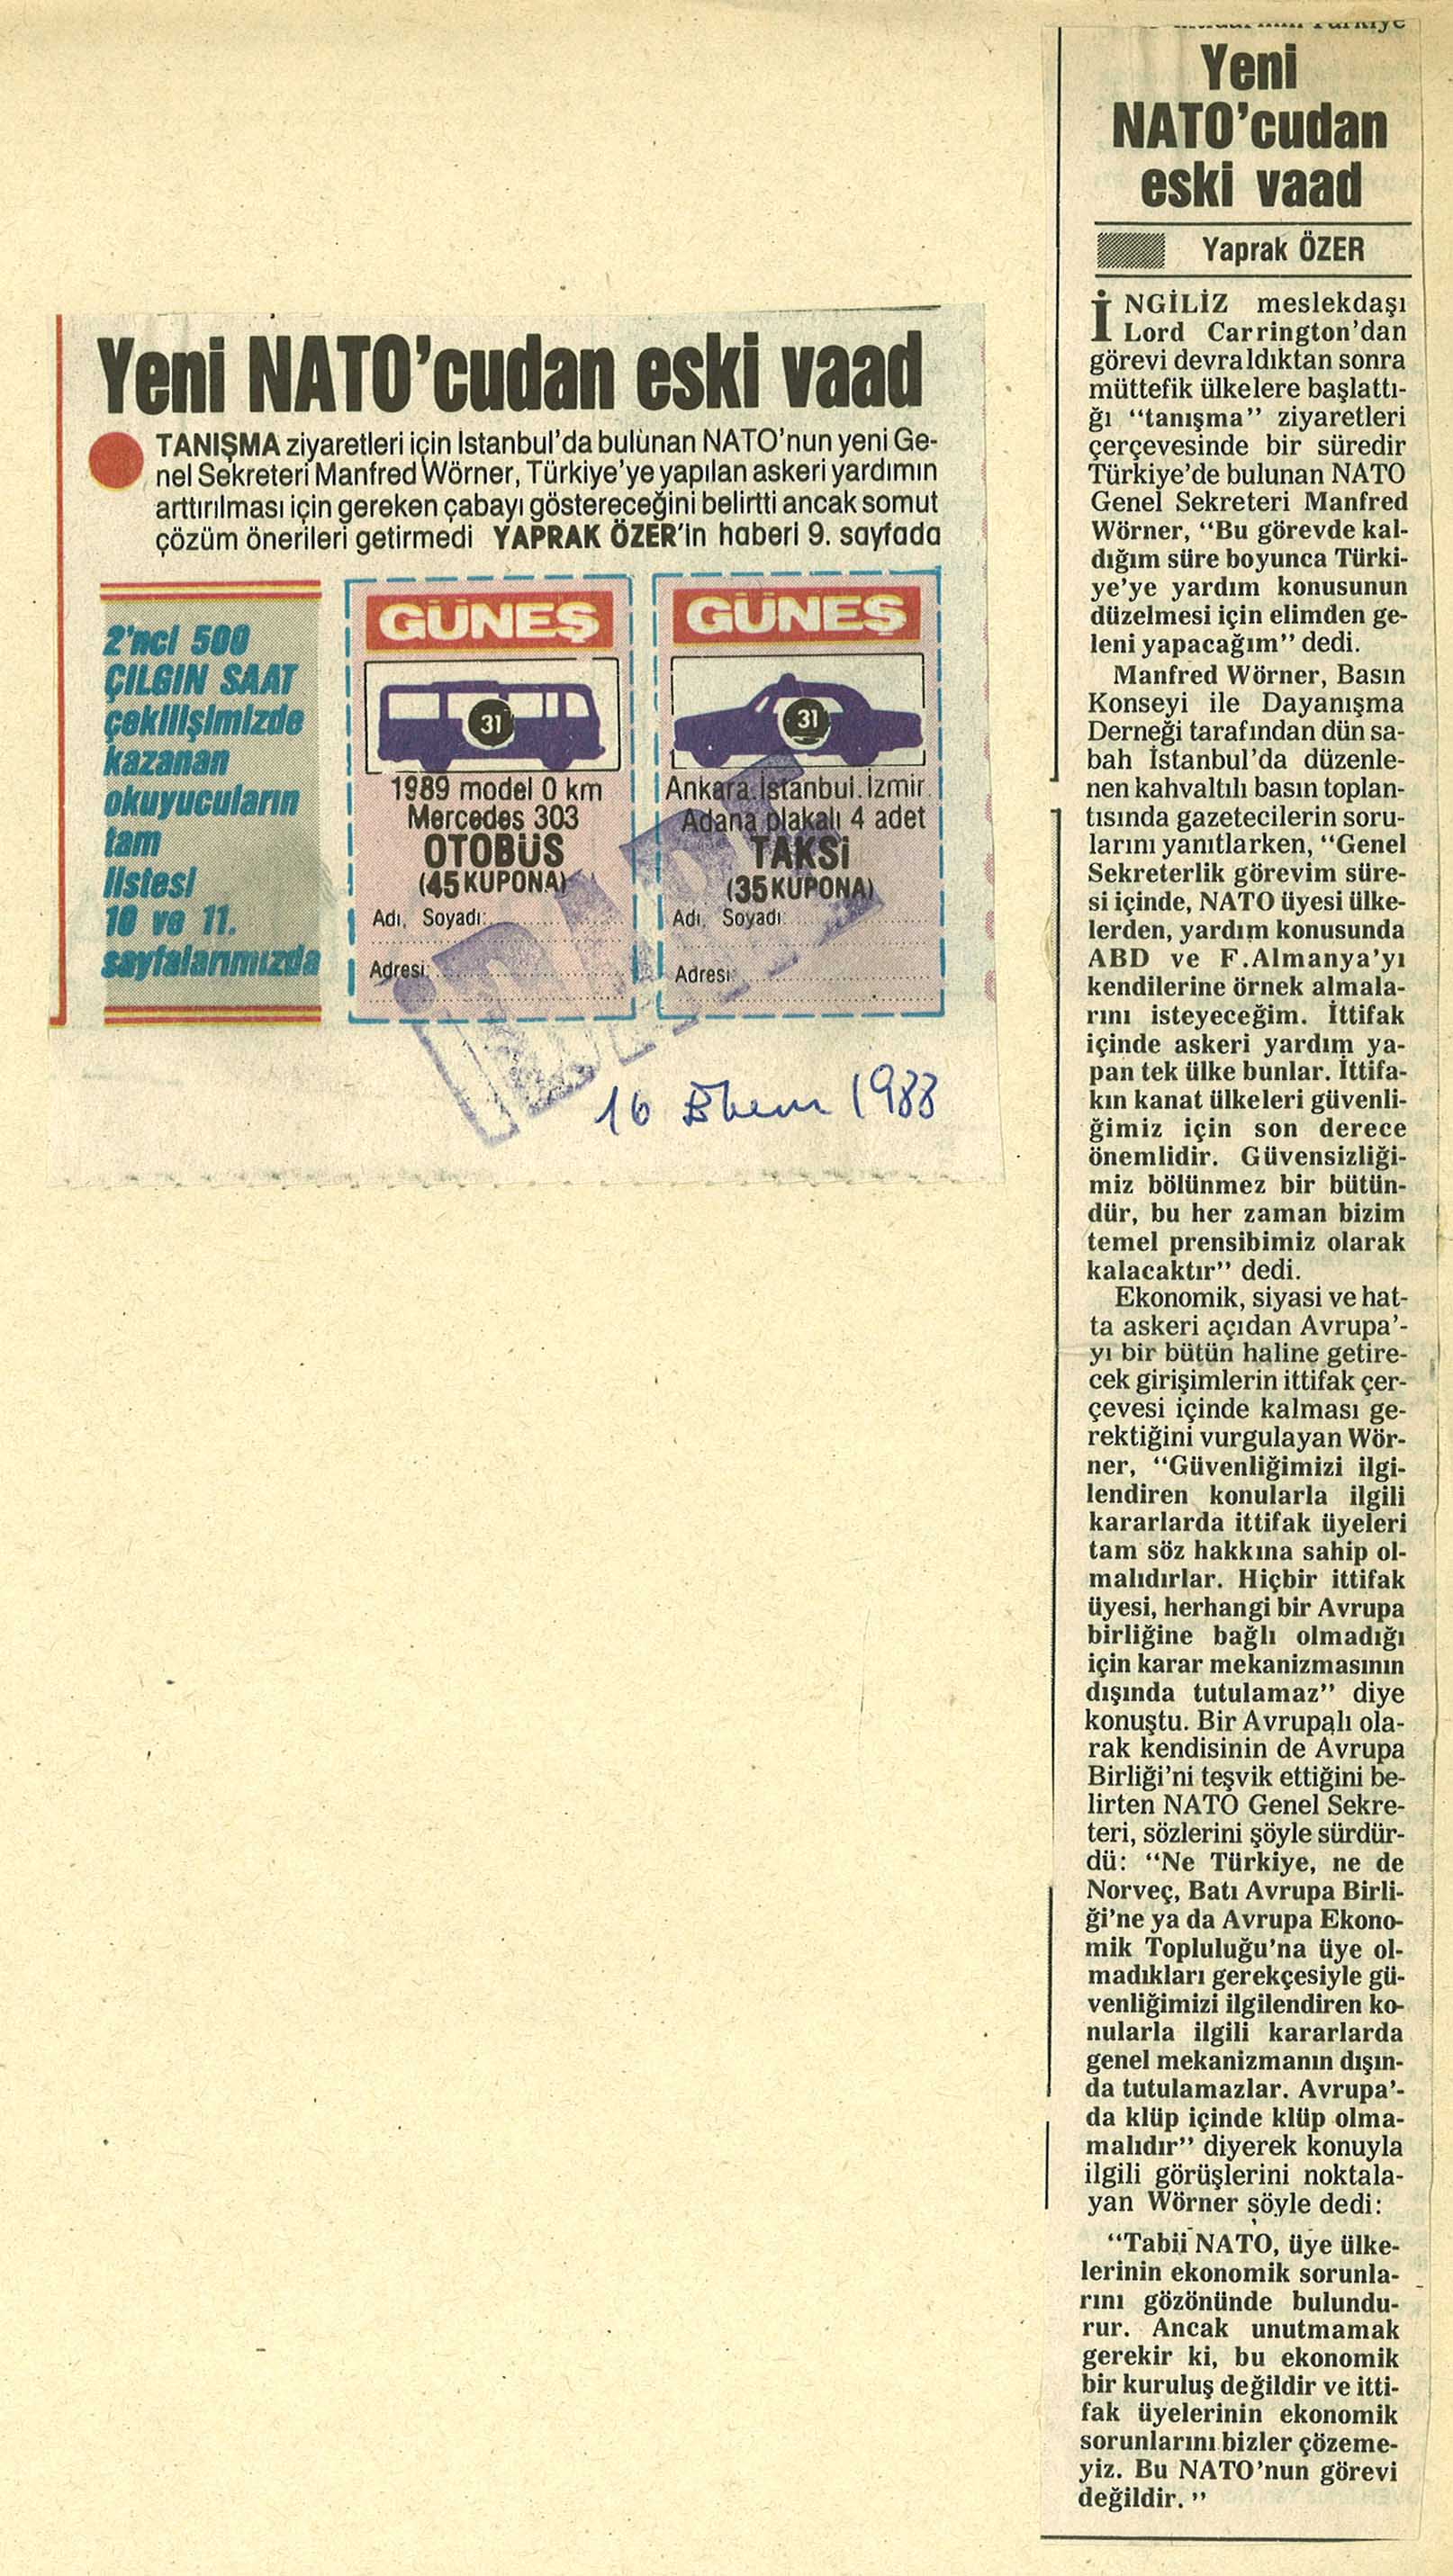 Yeni NATO'cudan eski vaad
TANIŞMA ziyaretleri için İstanbul'da bulunan NATO'nun yeni Ge-
nel Sekreteri Manfred Wörner, Türkiye'ye yapılan askeri yardımın
arttırılması için gereken çabayı göstereceğini belirtti ancak somut
çözüm önerileri getirmedi YAPRAK ÖZER'in haberi 9. sayfada
2'nci 500
ÇILGIN SAAT
çekilişimizde
kazanan
okuyucuların
tam
listesi
10 ve 11.
sayfalarımızda
GÜNEŞ
31
1989 model 0 km
Mercedes 303
OTOBÜS
(45 KUPONA)
Adı, Soyadı:
Adresi:
GÜNEŞ
31
Ankara.İstanbul.İzmir.
Adana plakalı 4 adet
TAKSİ
(35 KUPONA)
Adı, Soyadı:
Adresi:
16 1988
Türkiye
Yeni
NATO'cudan
eski vaad
Yaprak ÖZER
İNGİLİZ meslekdaşı
Lord Carrington'dan
görevi devraldıktan sonra
müttefik ülkelere başlattı-
ğı "tanışma" ziyaretleri
çerçevesinde bir süredir
Türkiye'de bulunan NATO
Genel Sekreteri Manfred
Wörner, "Bu görevde kal-
dığım süre boyunca Türki-
ye'ye yardım konusunun
düzelmesi için elimden ge-
leni yapacağım" dedi.
Manfred Wörner, Basın
Konseyi ile Dayanışma
Derneği tarafından dün sa-
bah İstanbul'da düzenle-
nen kahvaltılı basın toplan-
tısında gazetecilerin soru-
larını yanıtlarken, "Genel
Sekreterlik görevim süre-
si içinde, NATO üyesi ülke-
lerden, yardım konusunda
ABD ve F.Almanya'yı
kendilerine örnek almala-
rını isteyeceğim. İttifak
içinde askeri yardım ya-
pan tek ülke bunlar. İttifa-
kın kanat ülkeleri güvenli-
ğimiz için son derece
önemlidir. Güvensizliği-
miz bölünmez bir bütün-
dür, bu her zaman bizim
temel prensibimiz olarak
kalacaktır" dedi.
Ekonomik, siyasi ve hat-
ta askeri açıdan Avrupa'-
yı bir bütün haline getire-
cek girişimlerin ittifak çer-
çevesi içinde kalması ge-
rektiğini vurgulayan Wör-
ner, "Güvenliğimizi ilgi-
lendiren konularla ilgili
kararlarda ittifak üyeleri
tam söz hakkına sahip ol-
malıdırlar. Hiçbir ittifak
üyesi, herhangi bir Avrupa
birliğine bağlı olmadığı
için karar mekanizmasının
dışında tutulamaz" diye
konuştu. Bir Avrupalı ola-
rak kendisinin de Avrupa
Birliği'ni teşvik ettiğini be-
lirten NATO Genel Sekre-
teri, sözlerini şöyle sürdür-
dü: "Ne Türkiye, ne de
Norveç, Batı Avrupa Birli-
ği'ne ya da Avrupa Ekono-
mik Topluluğu'na üye ol-
madıkları gerekçesiyle gü-
venliğimizi ilgilendiren ko-
nularla ilgili kararlarda
genel mekanizmanın dışın-
da tutulamazlar. Avrupa'-
da klüp içinde klüp olma-
malıdır" diyerek konuyla
ilgili görüşlerini noktala-
yan Wörner şöyle dedi:
"Tabii NATO, üye ülke-
lerinin ekonomik sorunla-
rını gözönünde bulundu-
rur. Ancak unutmamak
gerekir ki, bu ekonomik
bir kuruluş değildir ve itti-
fak üyelerinin ekonomik
sorunlarını bizler çözeme-
yiz. Bu NATO'nun görevi
değildir."